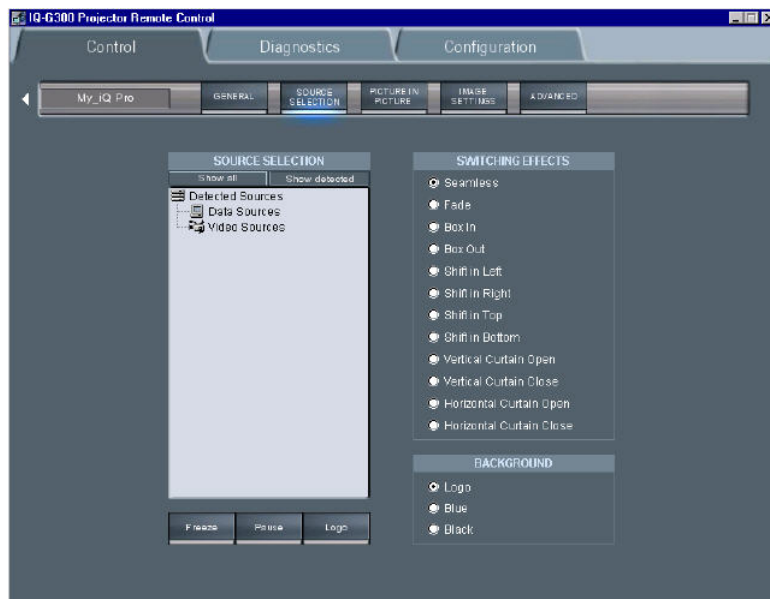 IQ-G300 Projector Remote Control
Control
Diagnostics
Configuration
My_iQ Pro
GENERAL
SOURCE
SELECTION
PICTURE IN
PICTURE
IMAGE
SETTINGS
ADVANCED
SOURCE SELECTION
Show all
Show detected
Detected Sources
Data Sources
Video Sources
Freeze
Pause
Logo
SWITCHING EFFECTS
Seamless
Fade
Box In
Box Out
Shift in Left
Shift in Right
Shift in Top
Shift in Bottom
Vertical Curtain Open
Vertical Curtain Close
Horizontal Curtain Open
Horizontal Curtain Close
BACKGROUND
Logo
Blue
Black